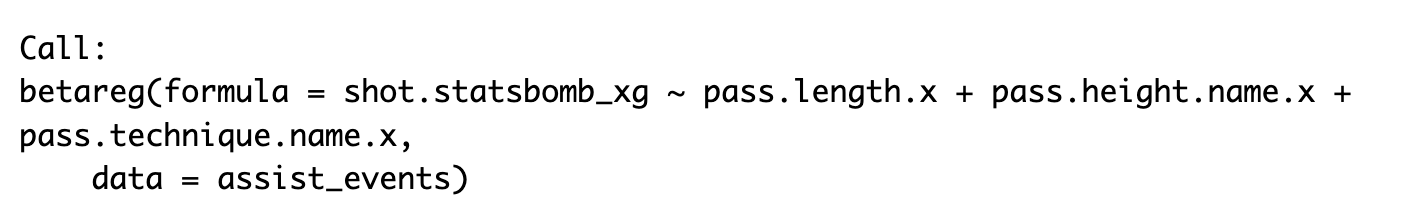 Call:
betareg(formula = shot.statsbomb_xg ~ pass.length.x + pass.height.name.x +
pass.technique.name.x,
    data = assist_events)